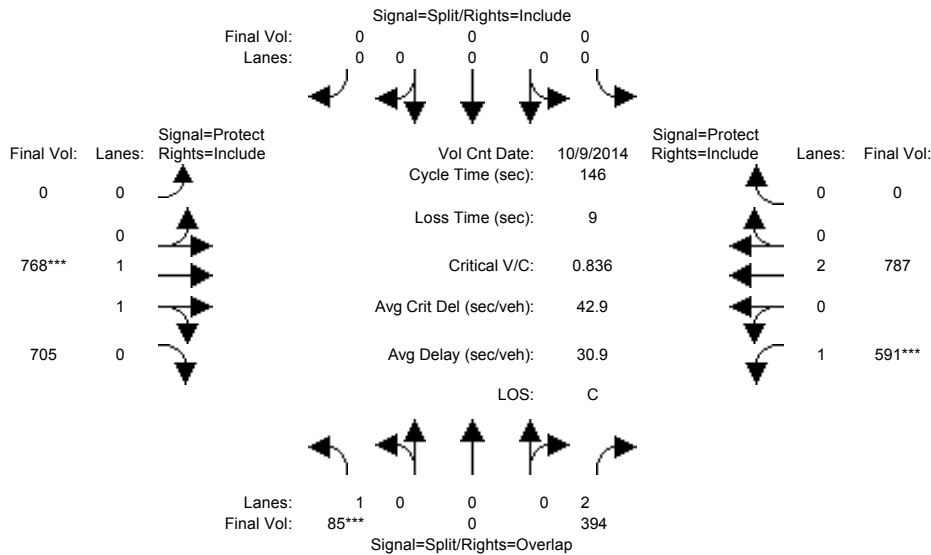 Signal=Split/Rights=Include
Final Vol: 0 0 0
Lanes: 0 0 0 0 0
Signal=Protect Signal=Protect
Final Vol: Lanes: Rights=Include Vol Cnt Date: 10/9/2014 Rights=Include Lanes: Final Vol:
Cycle Time (sec): 146
0 0 0 0
Loss Time (sec): 9
0 0
768*** 1 Critical V/C: 0.836 2 787
1 Avg Crit Del (sec/veh): 42.9 0
705 0 Avg Delay (sec/veh): 30.9 1 591***
LOS: C
Lanes: 1 0 0 0 2
Final Vol: 85*** 0 394
Signal=Split/Rights=Overlap